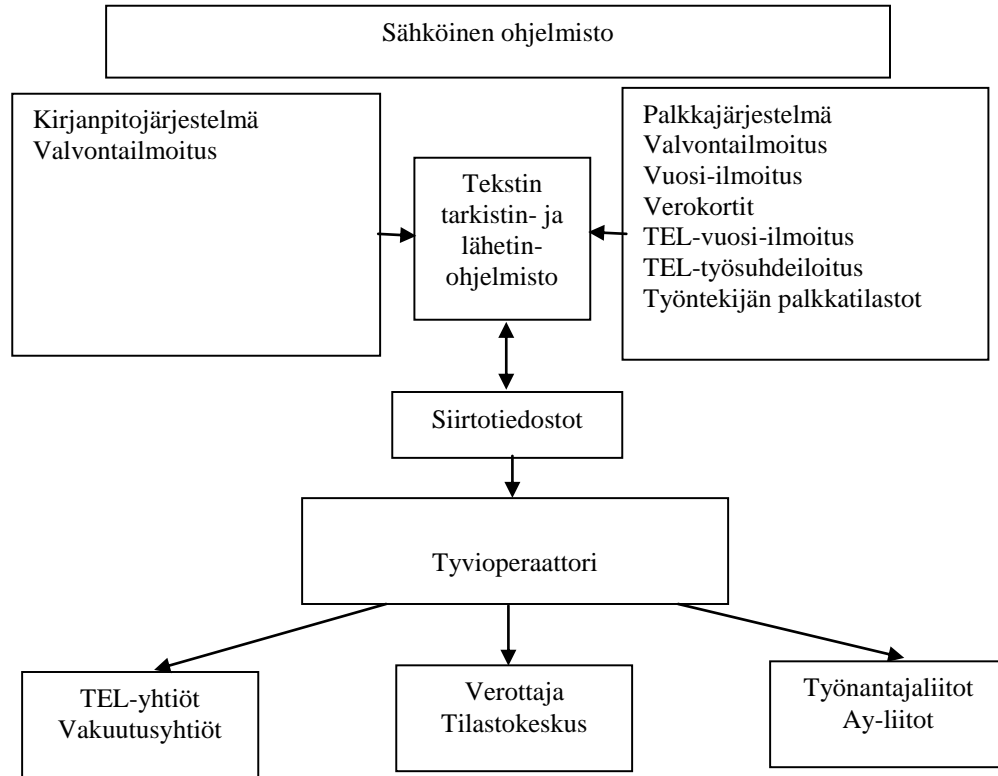 Sähköinen ohjelmisto
Kirjanpitojärjestelmä
Valvontailmoitus
Tekstin
tarkistin- ja
lähetin-
ohjelmisto
Palkkajärjestelmä
Valvontailmoitus
Vuosi-ilmoitus
Verokortit
TEL-vuosi-ilmoitus
TEL-työsuhdeiloitus
Työntekijän palkkatilastot
Siirtotiedostot
Tyvioperaattori
TEL-yhtiöt
Vakuutusyhtiöt
Verottaja
Tilastokeskus
Työnantajaliitot
Ay-liitot